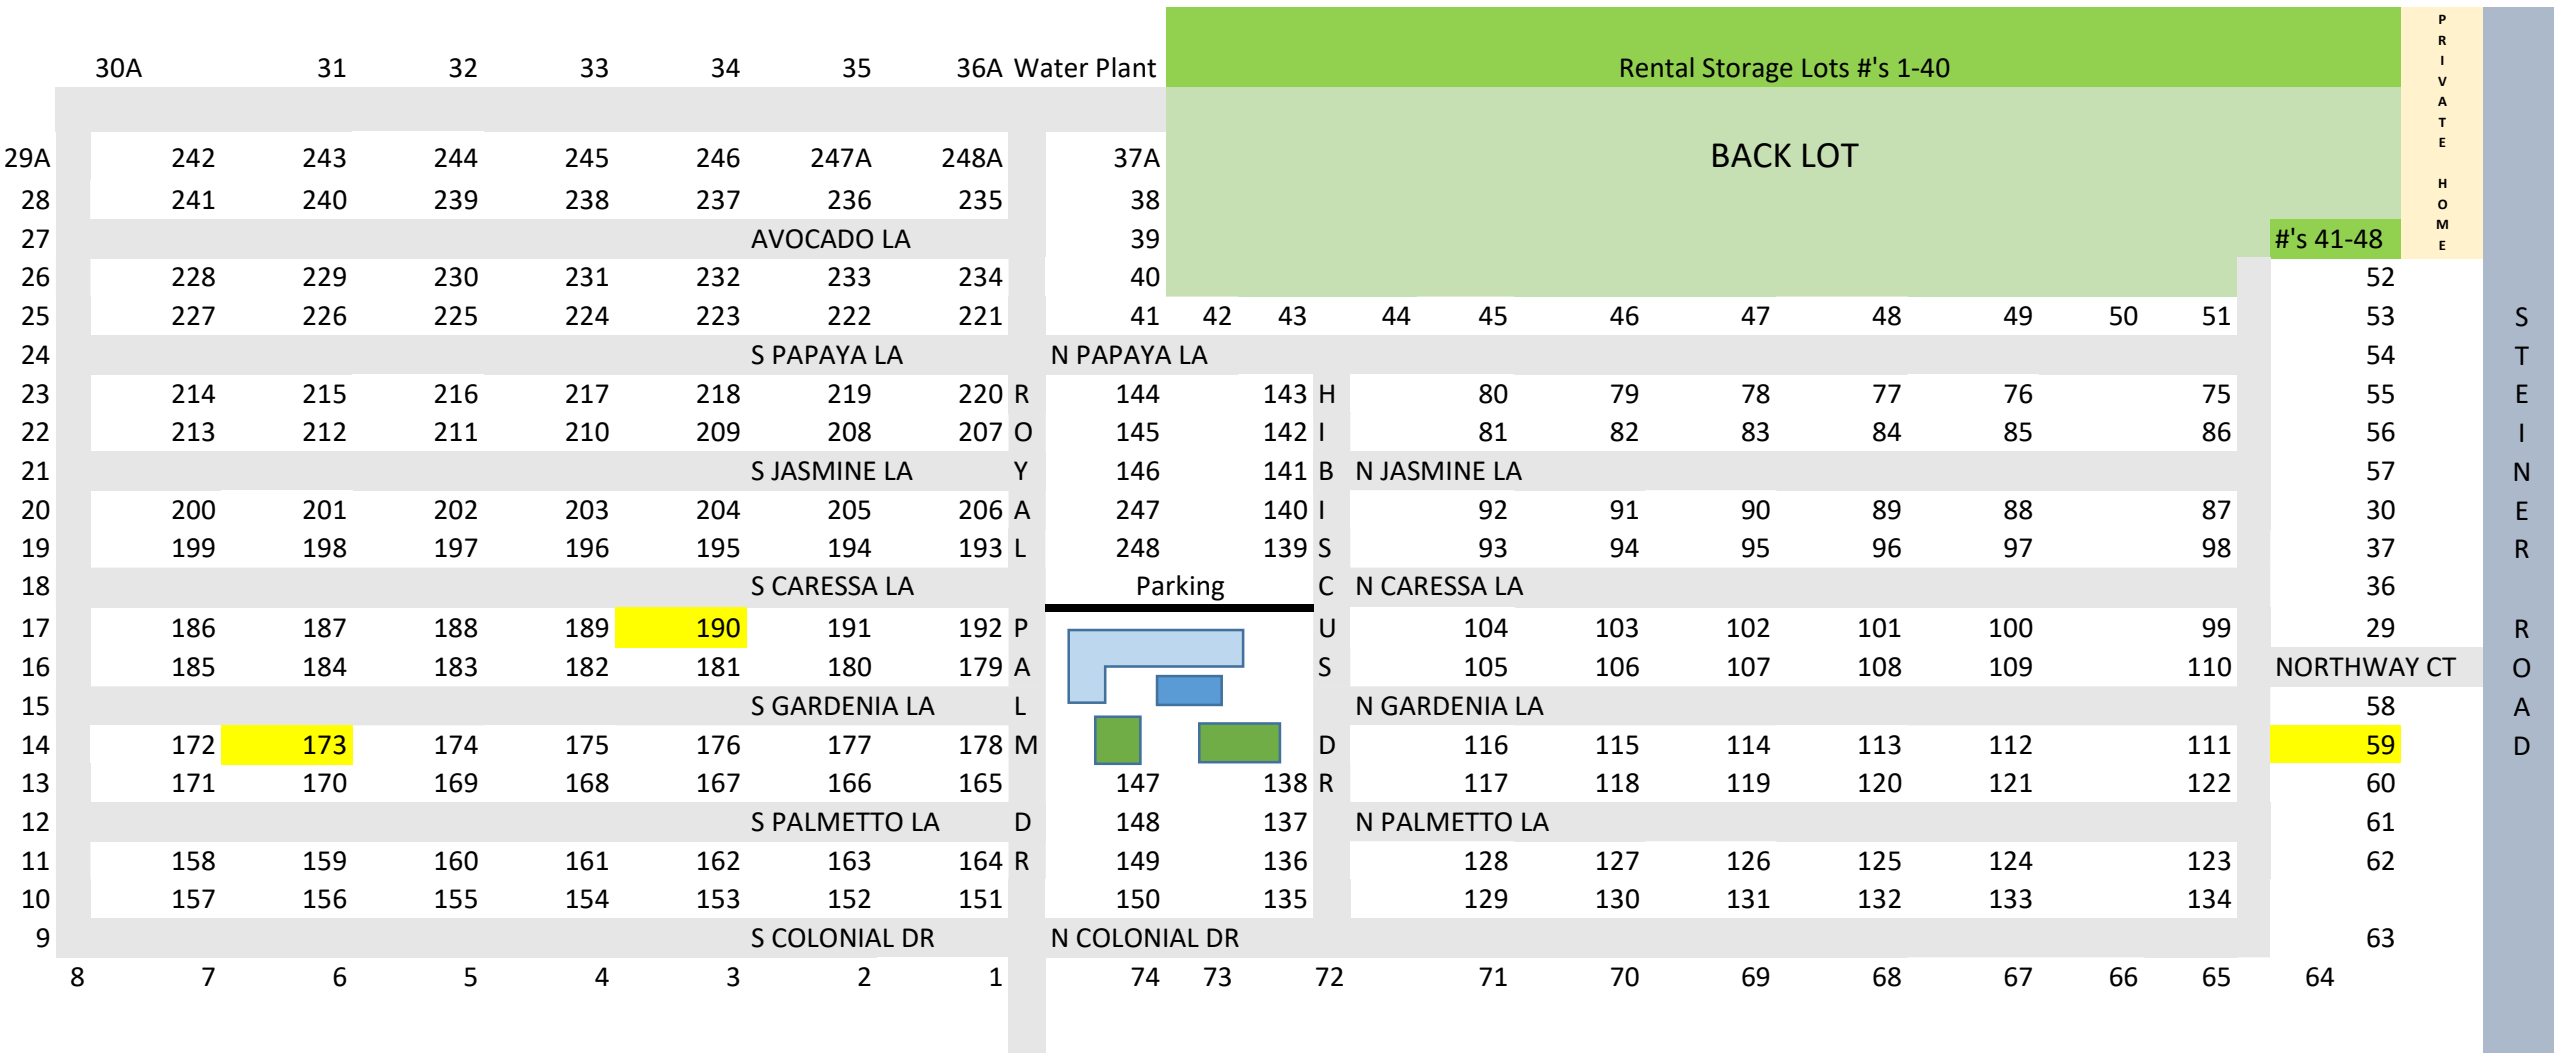 30A 31 32 33 34 35 36A Water Plant Rental Storage Lots #'s 1-40
PRIVATE HOME
29A 242 243 244 245 246 247A 248A 37A BACK LOT
28 241 240 239 238 237 236 235 38
27 AVOCADO LA 39 #'s 41-48
26 228 229 230 231 232 233 234 40 52
25 227 226 225 224 223 222 221 41 42 43 44 45 46 47 48 49 50 51 53
24 S PAPAYA LA N PAPAYA LA 54
23 214 215 216 217 218 219 220 144 143 80 79 78 77 76 75 55
22 213 212 211 210 209 208 207 145 142 81 82 83 84 85 86 56
21 S JASMINE LA 146 141 N JASMINE LA 57
20 200 201 202 203 204 205 206 247 140 92 91 90 89 88 87 30
19 199 198 197 196 195 194 193 248 139 93 94 95 96 97 98 37
18 S CARESSA LA Parking N CARESSA LA 36
17 186 187 188 189 190 191 192 104 103 102 101 100 99 29
16 185 184 183 182 181 180 179 105 106 107 108 109 110 NORTHWAY CT
15 S GARDENIA LA N GARDENIA LA 58
14 172 173 174 175 176 177 178 116 115 114 113 112 111 59
13 171 170 169 168 167 166 165 147 138 117 118 119 120 121 122 60
12 S PALMETTO LA 148 137 N PALMETTO LA 61
11 158 159 160 161 162 163 164 149 136 128 127 126 125 124 123 62
10 157 156 155 154 153 152 151 150 135 129 130 131 132 133 134
9 S COLONIAL DR N COLONIAL DR 63
8 7 6 5 4 3 2 1 74 73 72 71 70 69 68 67 66 65 64
ROYAL PALM DR
HIBISCUS DR
STEINER ROAD